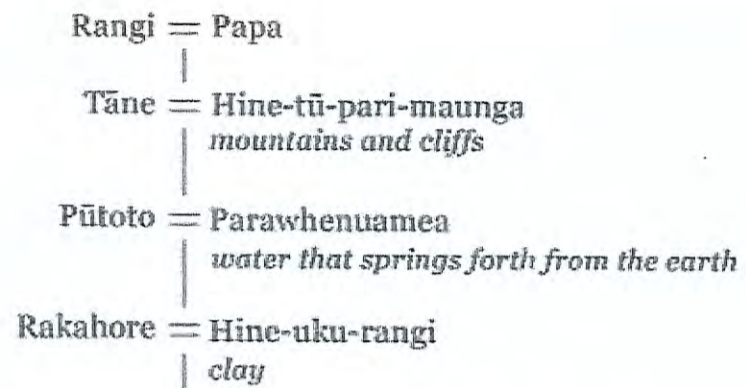 Rangi = Papa
Tāne = Hine-tū-pari-maunga
mountains and cliffs
Pūtoto = Parawhenuamea
water that springs forth from the earth
Rakahore = Hine-uku-rangi
clay